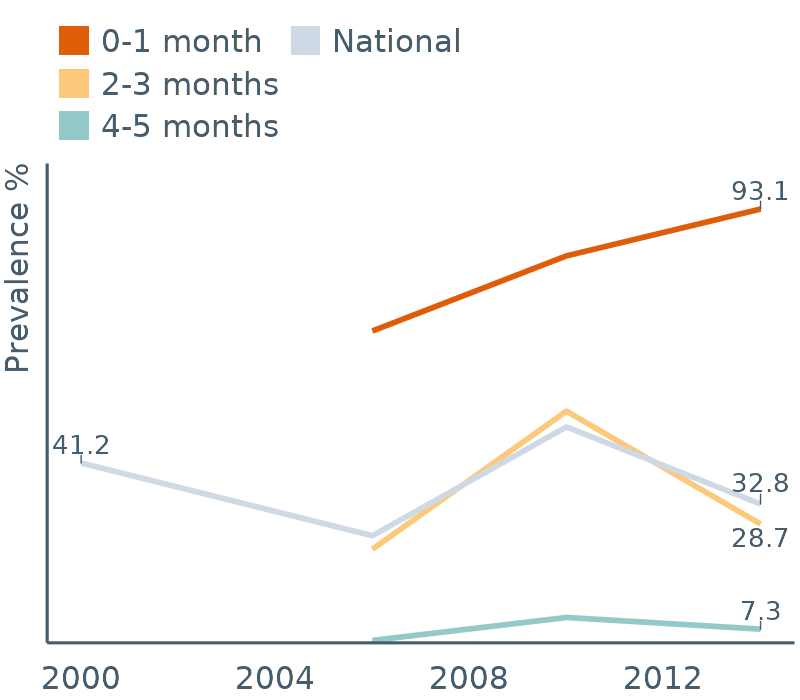 0-1 month
National
2-3 months
4-5 months
Prevalence %
93.1
41.2
32.8
28.7
7.3
2000 2004 2008 2012